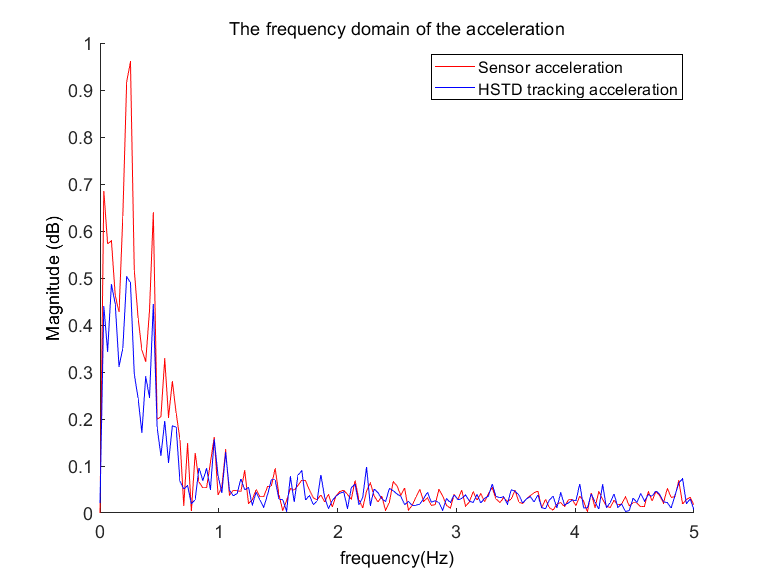 The frequency domain of the acceleration
Sensor acceleration
HSTD tracking acceleration
Magnitude (dB)
1
0.9
0.8
0.7
0.6
0.5
0.4
0.3
0.2
0.1
0
0 1 2 3 4 5
frequency(Hz)